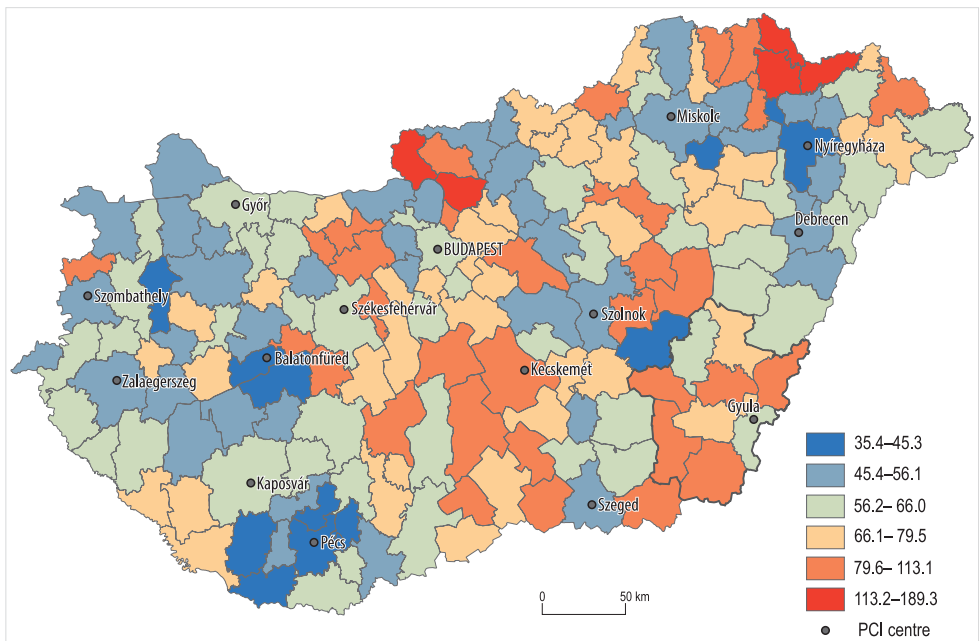 Miskolc
Nyíregyháza
Győr
Debrecen
BUDAPEST
Szombathely
Székesfehérvár
Szolnok
Balatonfüred
Kecskemét
Zalaegerszeg
Gyula
Kaposvár
Szeged
Pécs
35.4–45.3
45.4–56.1
56.2– 66.0
66.1– 79.5
79.6– 113.1
113.2–189.3
PCI centre
0 50 km